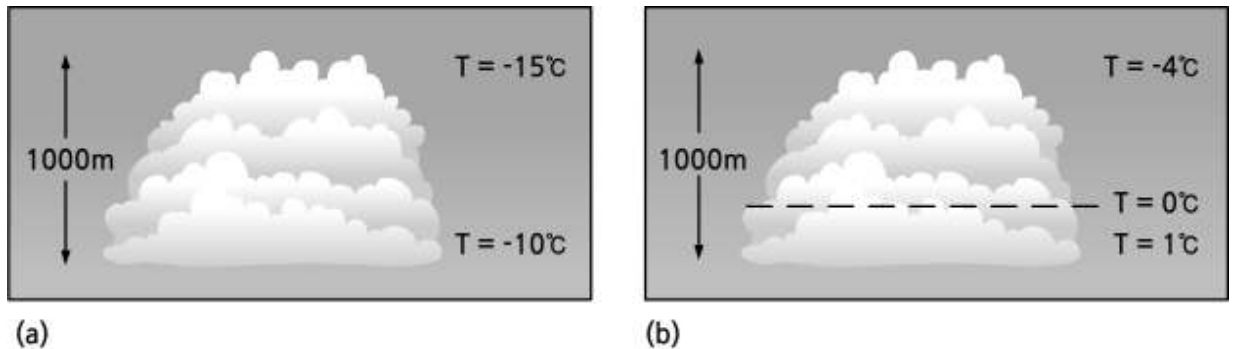 T = -15℃
1000m
T = -10℃
(a)
T = -4℃
1000m
T = 0℃
T = 1℃
(b)